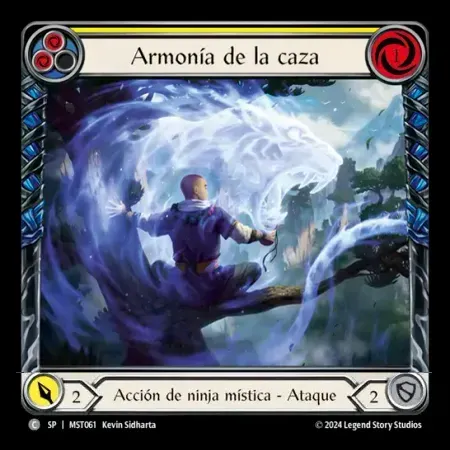 Armonía de la caza
1
2 Acción de ninja mística - Ataque 2
C SP | MST061 Kevin Sidharta © 2024 Legend Story Studios